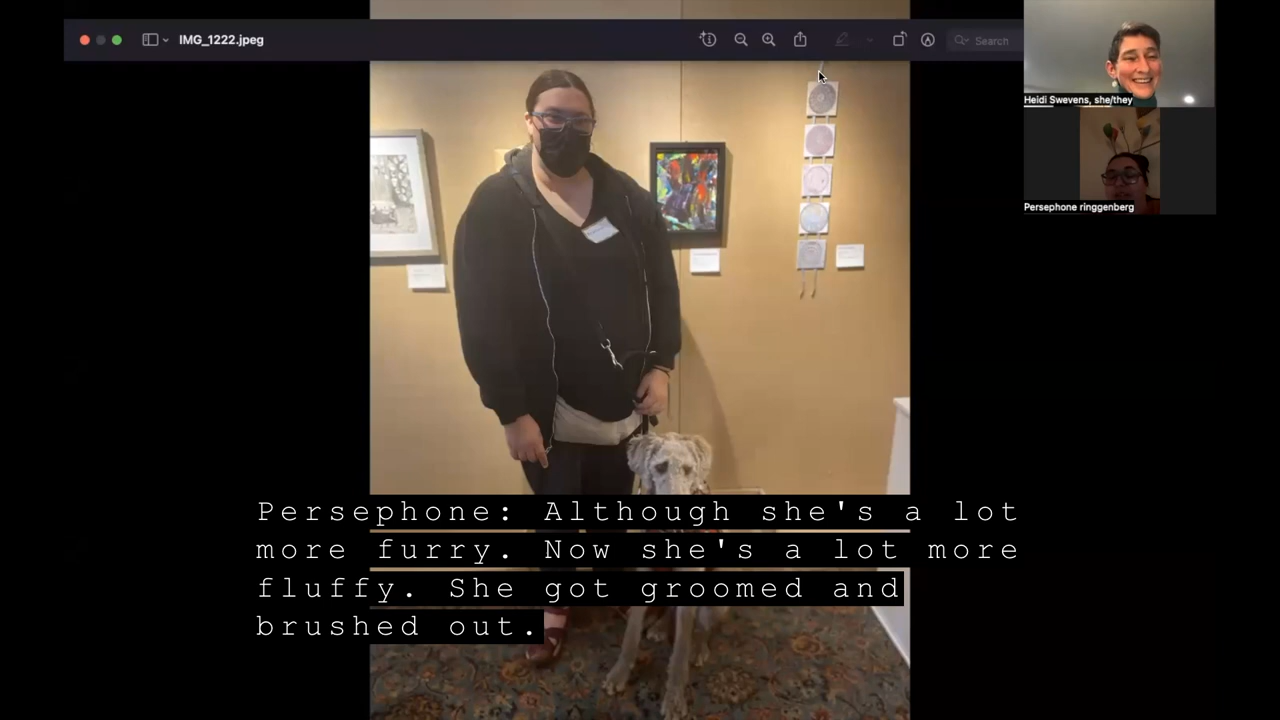 IMG_1222.jpeg
Search
Heidi Swevens, she/they
Persephone ringgenberg
Persephone: Although she's a lot
more furry. Now she's a lot more
fluffy. She got groomed and
brushed out.